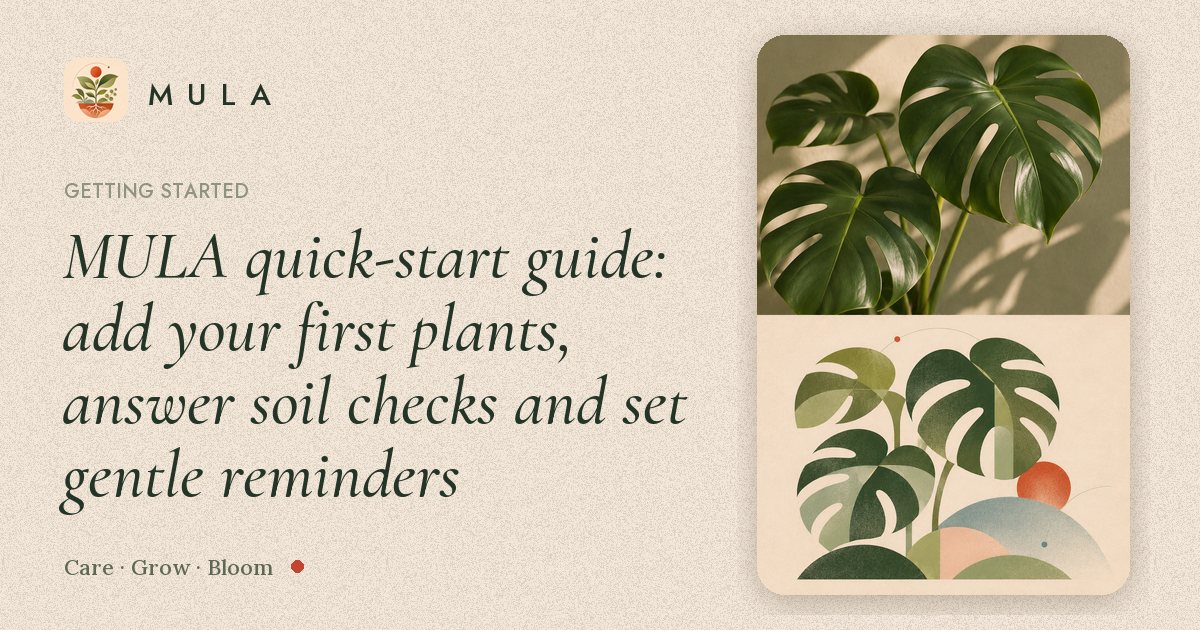 MULA
GETTING STARTED
MULA quick-start guide:
add your first plants,
answer soil checks and set
gentle reminders
Care · Grow · Bloom